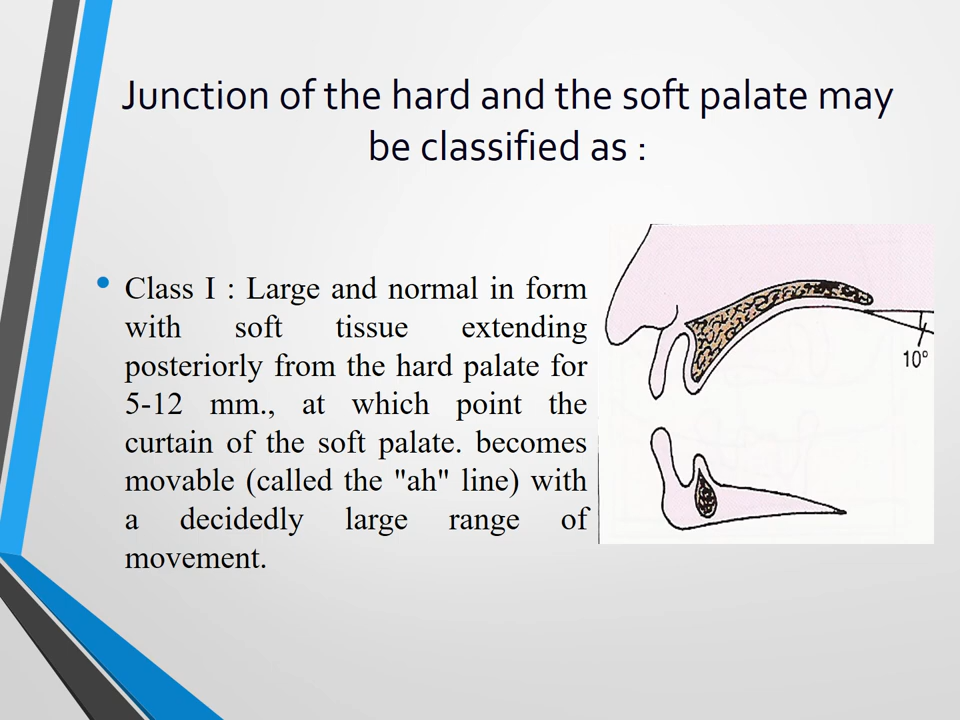 Junction of the hard and the soft palate may
be classified as :
• Class I : Large and normal in form
with soft tissue extending
posteriorly from the hard palate for
5-12 mm., at which point the
curtain of the soft palate. becomes
movable (called the "ah" line) with
a decidedly large range of
movement.
10°